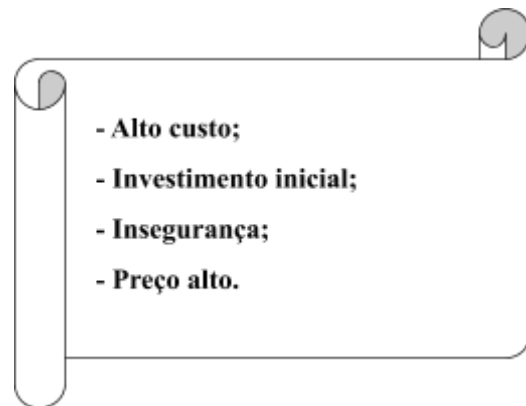 - Alto custo;
- Investimento inicial;
- Insegurança;
- Preço alto.